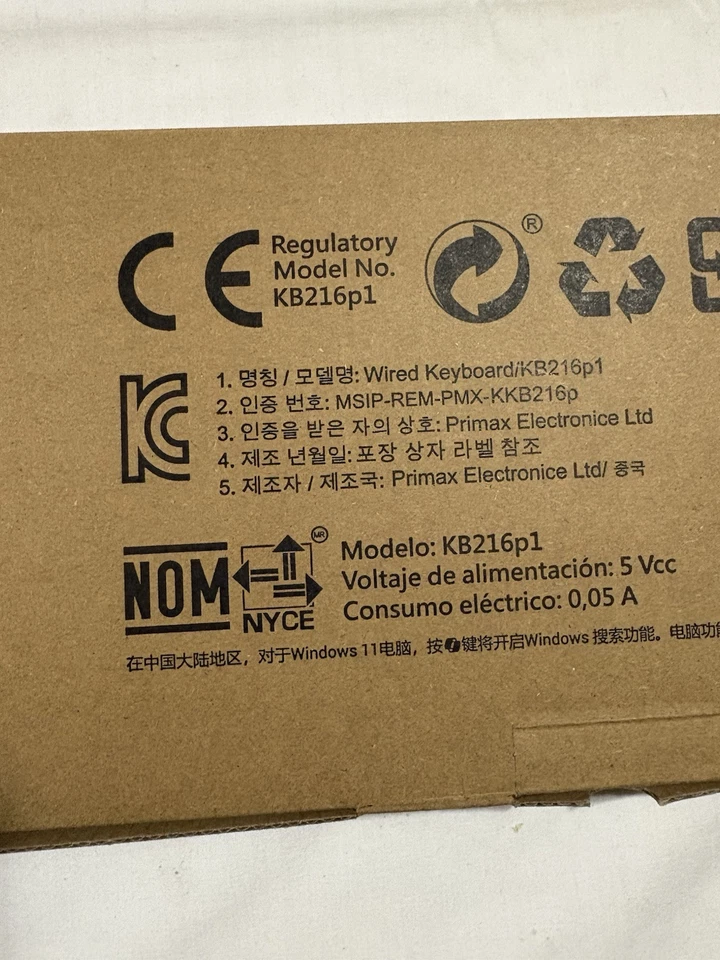 CE
Regulatory
Model No.
KB216p1
®
KC
1. 명칭 / 모델명: Wired Keyboard/KB216p1
2. 인증 번호: MSIP-REM-PMX-KKB216p
3. 인증을 받은 자의 상호: Primax Electronice Ltd
4. 제조 년월일: 포장 상자 라벨 참조
5. 제조자 / 제조국: Primax Electronice Ltd/ 중국
NOM
MR
NYCE
Modelo: KB216p1
Voltaje de alimentación: 5 Vcc
Consumo eléctrico: 0,05 A
在中国大陆地区，对于Windows 11电脑，按键将开启Windows 搜索功能。电脑功